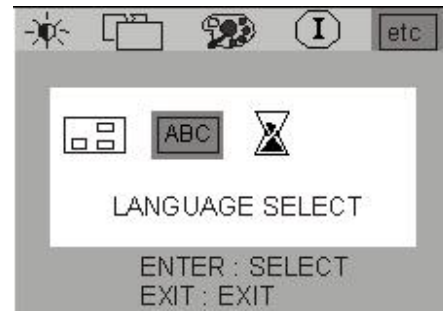 I etc
ABC
LANGUAGE SELECT
ENTER : SELECT
EXIT : EXIT